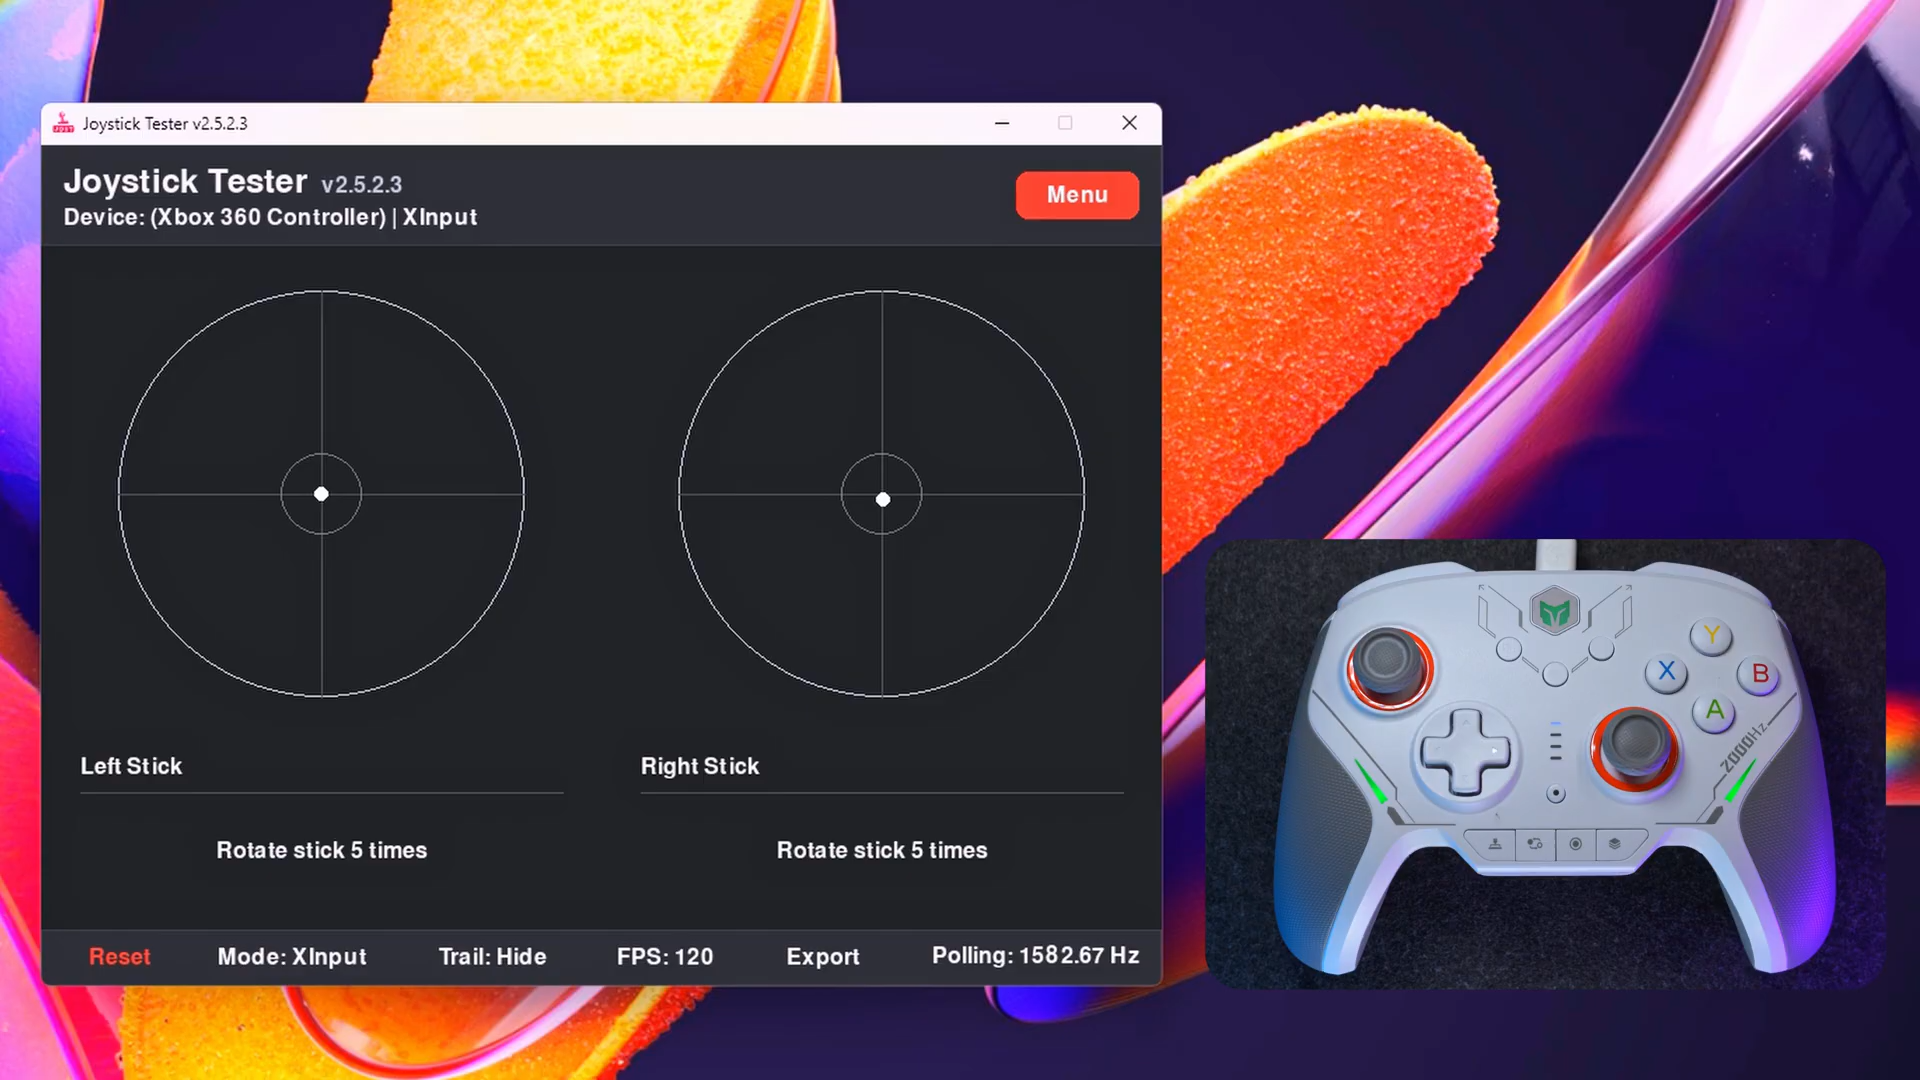 Joystick Tester v2.5.2.3
Joystick Tester v2.5.2.3
Menu
Device: (Xbox 360 Controller) | XInput
Left Stick
Right Stick
Rotate stick 5 times
Rotate stick 5 times
Reset
Mode: XInput
Trail: Hide
FPS: 120
Export
Polling: 1582.67 Hz
Y
X
B
A
2000Hz